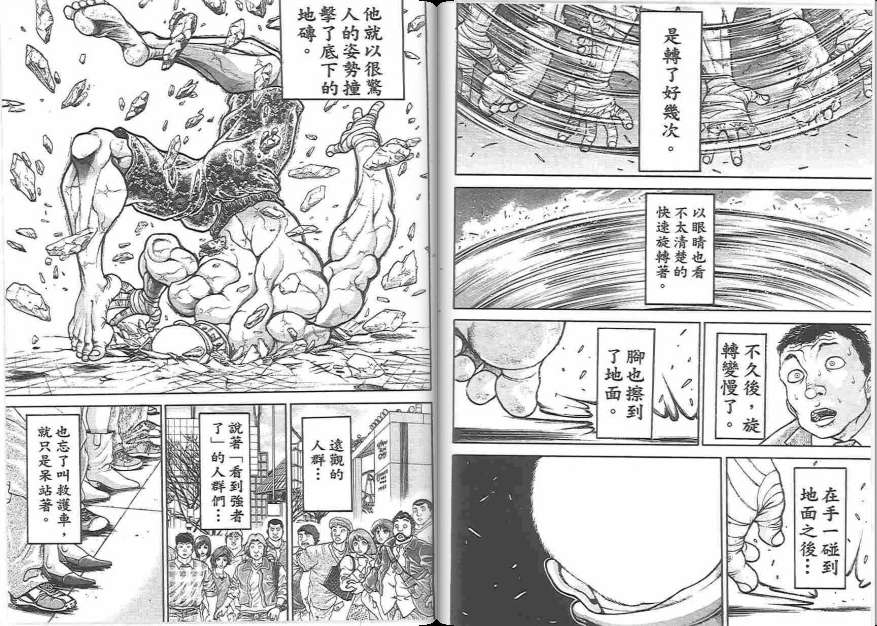 是轉了好幾次。
以眼睛也看
不太清楚的
快速旋轉著。
不久後，旋
轉變慢了。
腳也擦到
了地面。
在手一碰到
地面之後…
他就以很驚
人的姿勢撞
擊了底下的
地磚。
遠觀的
人群…
說著「看到強者
了」的人群們…
也忘了叫救護車，
就只是呆站著。